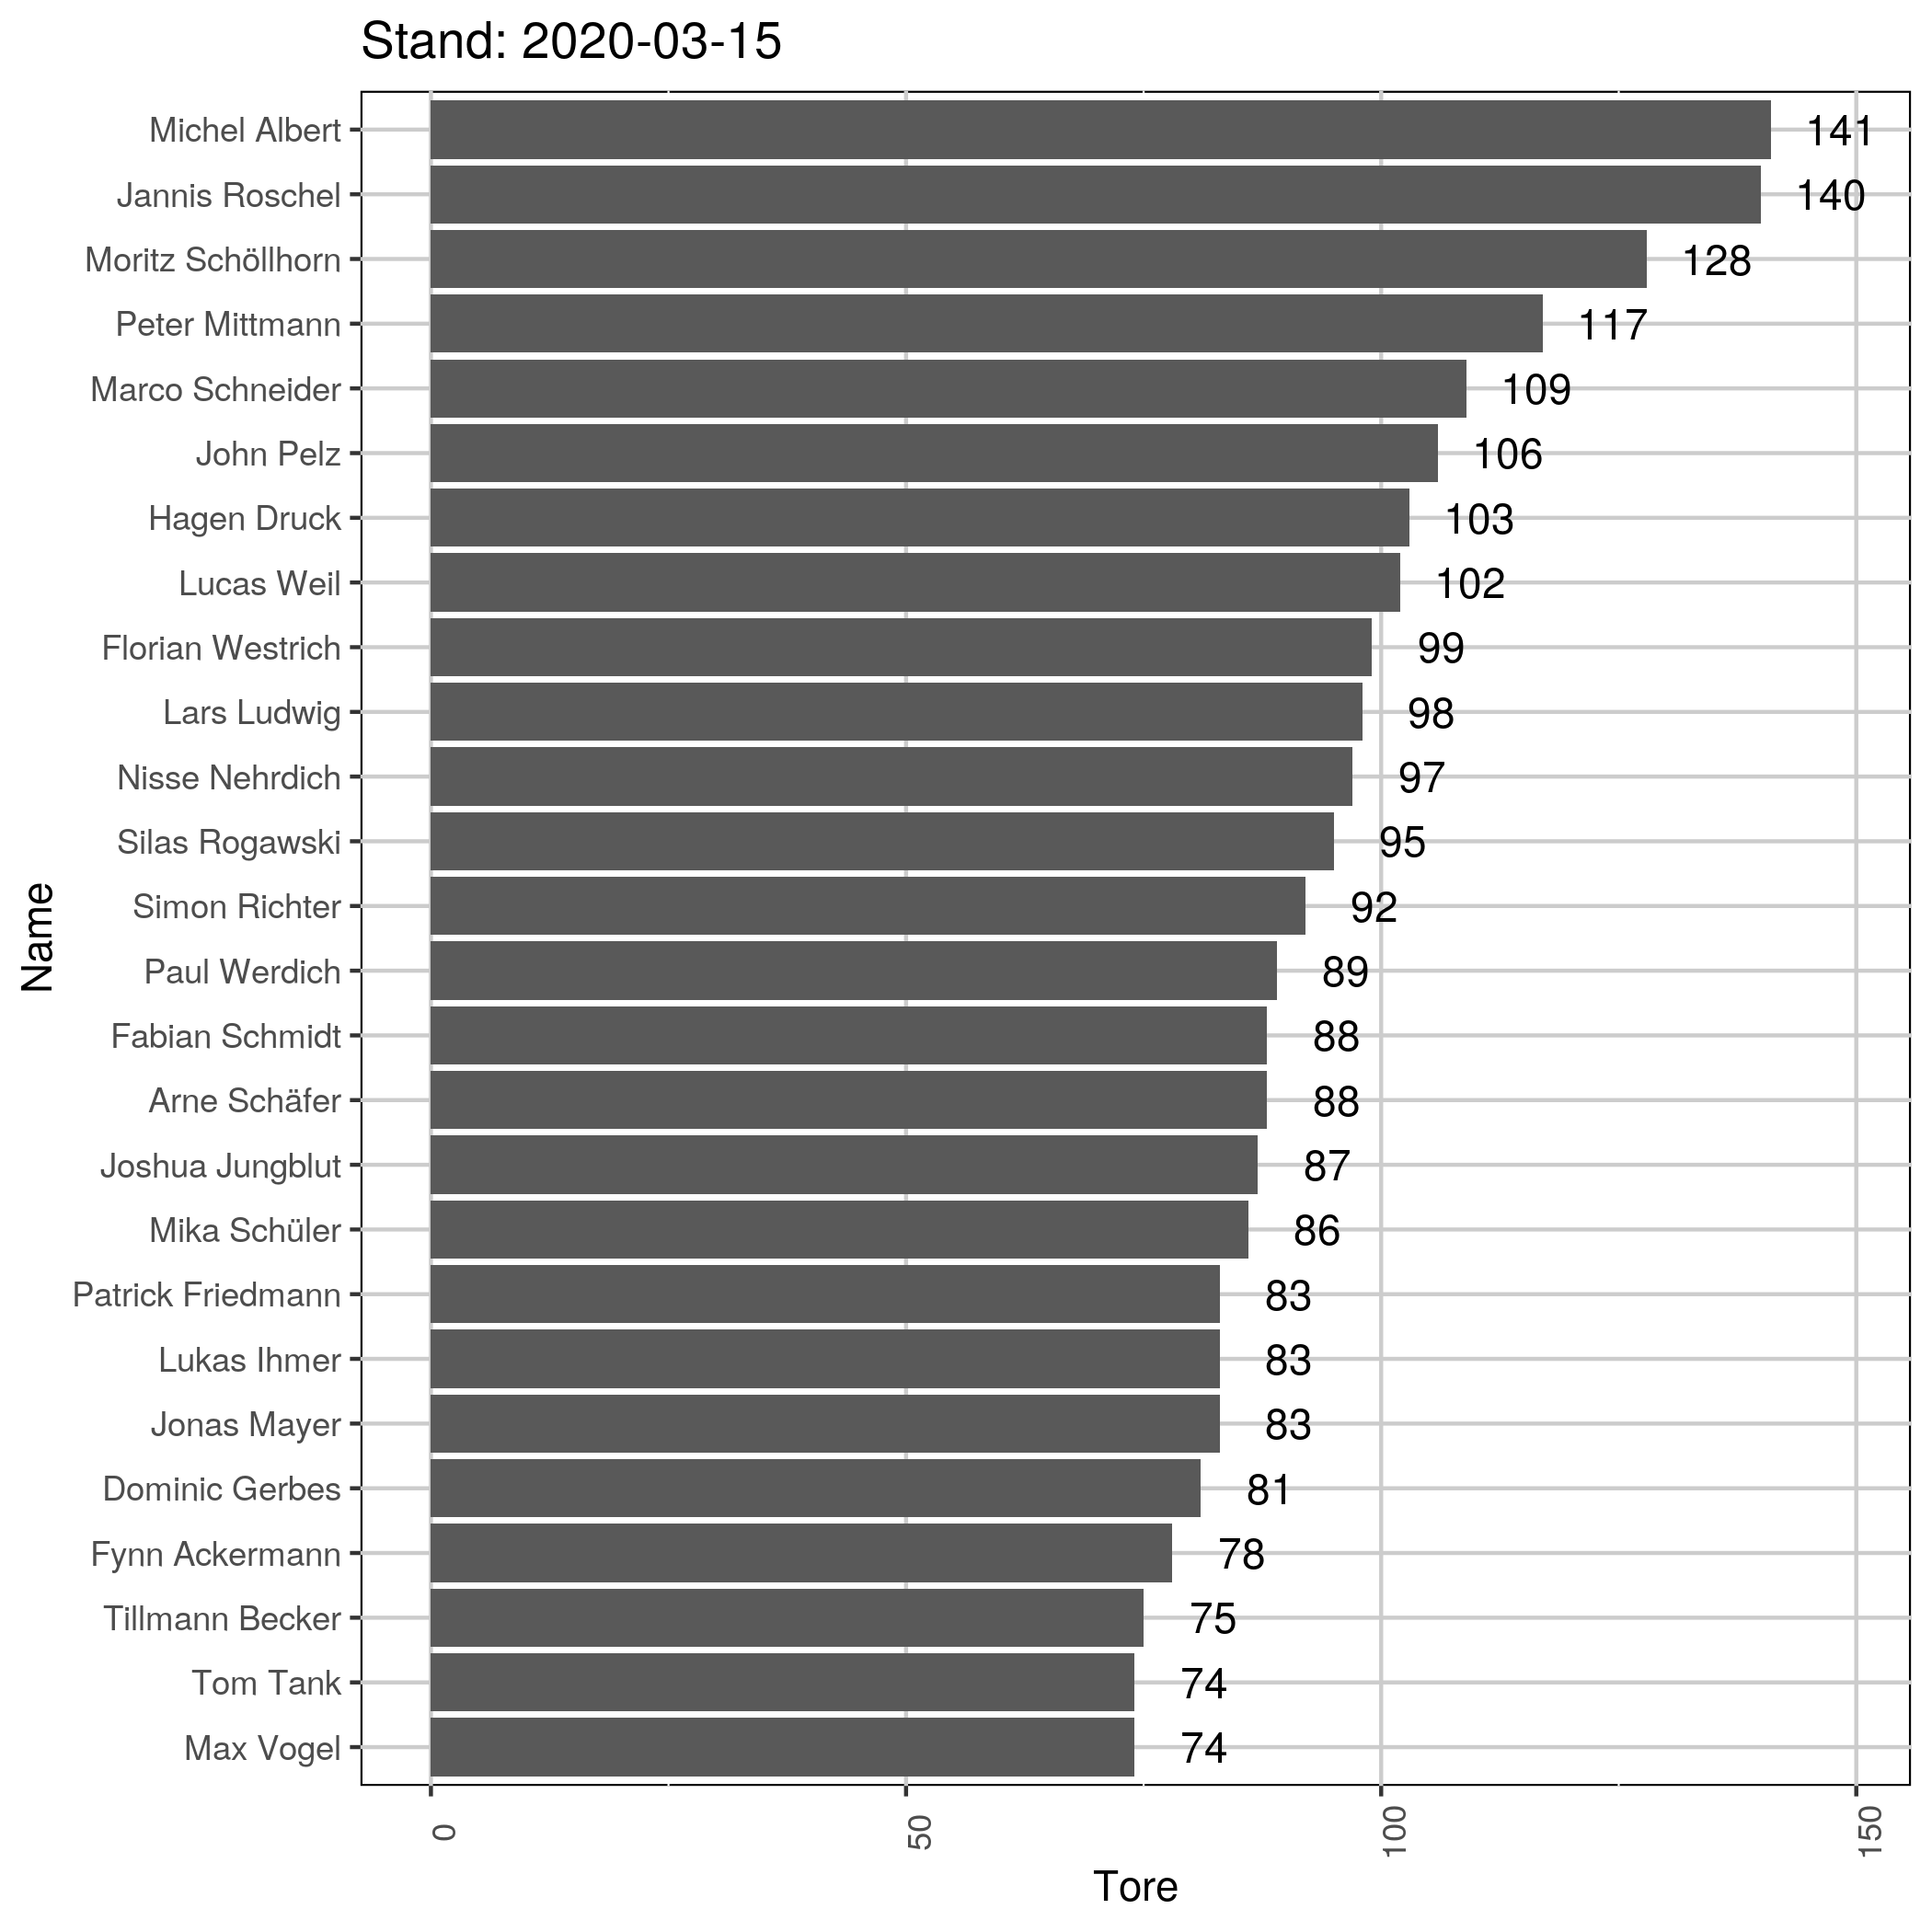 Stand: 2020-03-15
Michel Albert 141
Jannis Roschel 140
Moritz Schöllhorn 128
Peter Mittmann 117
Marco Schneider 109
John Pelz 106
Hagen Druck 103
Lucas Weil 102
Florian Westrich 99
Lars Ludwig 98
Nisse Nehrdich 97
Silas Rogawski 95
Simon Richter 92
Paul Werdich 89
Fabian Schmidt 88
Arne Schäfer 88
Joshua Jungblut 87
Mika Schüler 86
Patrick Friedmann 83
Lukas Ihmer 83
Jonas Mayer 83
Dominic Gerbes 81
Fynn Ackermann 78
Tillmann Becker 75
Tom Tank 74
Max Vogel 74
Name
0 50 100 150
Tore